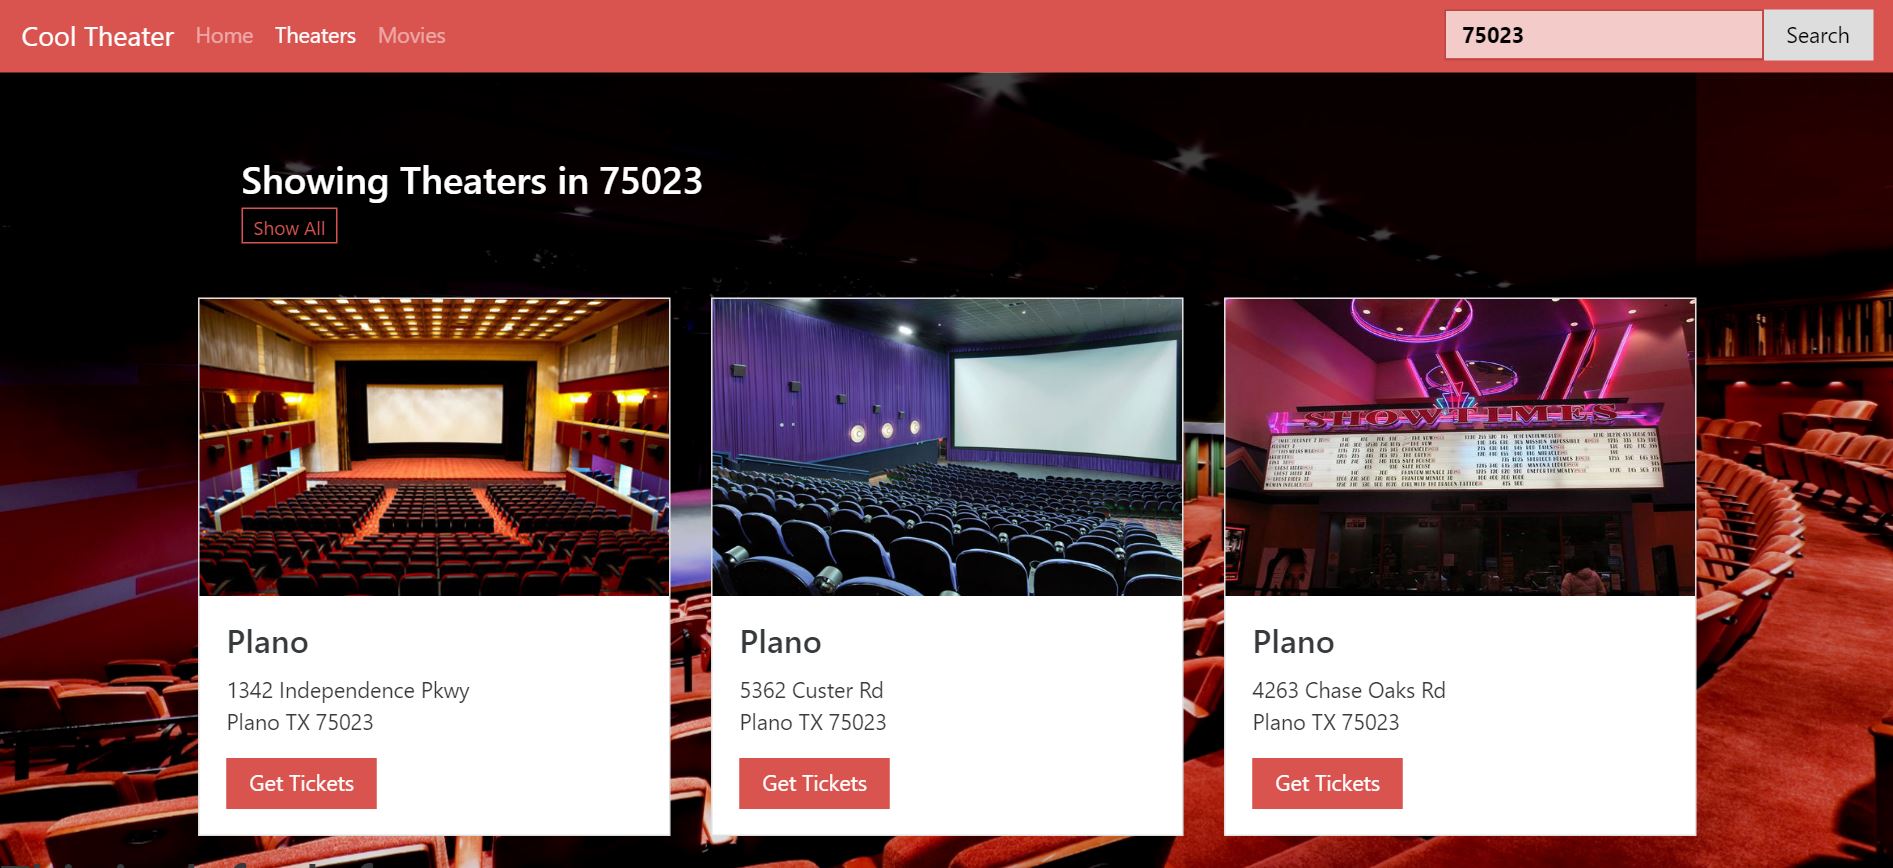 Cool Theater Home Theaters Movies 75023 Search
Showing Theaters in 75023
Show All
SHOWTIMES
Plano
1342 Independence Pkwy
Plano TX 75023
Get Tickets
Plano
5362 Custer Rd
Plano TX 75023
Get Tickets
Plano
4263 Chase Oaks Rd
Plano TX 75023
Get Tickets